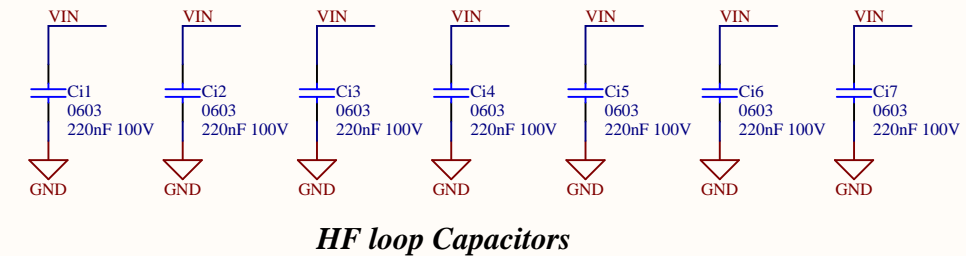 VIN VIN VIN VIN VIN VIN VIN
Ci1 Ci2 Ci3 Ci4 Ci5 Ci6 Ci7
0603 0603 0603 0603 0603 0603 0603
220nF 100V 220nF 100V 220nF 100V 220nF 100V 220nF 100V 220nF 100V 220nF 100V
GND GND GND GND GND GND GND
HF loop Capacitors